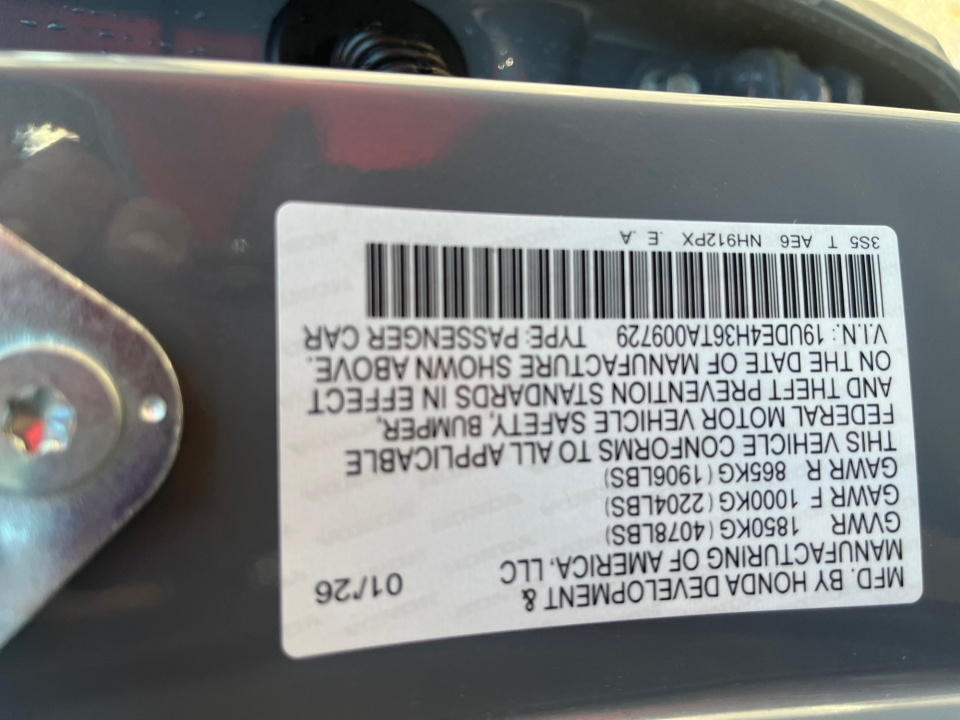 MFD. BY HONDA DEVELOPMENT &
MANUFACTURING OF AMERICA, LLC 01/26
GVWR 1850KG (4078LBS)
GAWR F 1000KG (2204LBS)
GAWR R 865KG (1906LBS)
THIS VEHICLE CONFORMS TO ALL APPLICABLE
FEDERAL MOTOR VEHICLE SAFETY, BUMPER,
AND THEFT PREVENTION STANDARDS IN EFFECT
ON THE DATE OF MANUFACTURE SHOWN ABOVE.
V.I.N.: 19UDE4H36TA009729 TYPE: PASSENGER CAR
3S5 T AE6 NH912PX E A